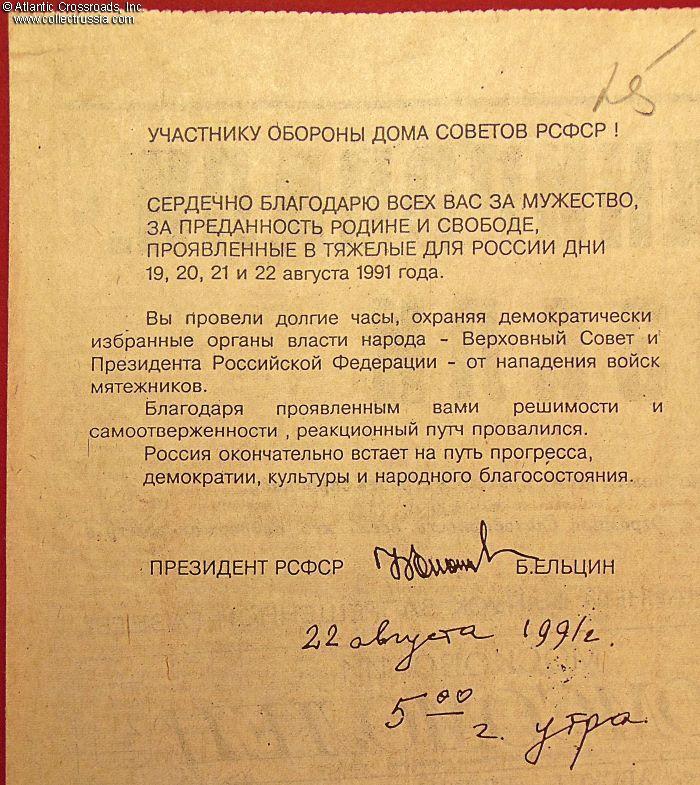 © Atlantic Crossroads, Inc.
www.collectrussia.com
УЧАСТНИКУ ОБОРОНЫ ДОМА СОВЕТОВ РСФСР !
СЕРДЕЧНО БЛАГОДАРЮ ВСЕХ ВАС ЗА МУЖЕСТВО,
ЗА ПРЕДАННОСТЬ РОДИНЕ И СВОБОДЕ,
ПРОЯВЛЕННЫЕ В ТЯЖЕЛЫЕ ДЛЯ РОССИИ ДНИ
19, 20, 21 и 22 августа 1991 года.
Вы провели долгие часы, охраняя демократически
избранные органы власти народа - Верховный Совет и
Президента Российской Федерации - от нападения войск
мятежников.
Благодаря проявленным вами решимости и
самоотверженности , реакционный путч провалился.
Россия окончательно встает на путь прогресса,
демократии, культуры и народного благосостояния.
ПРЕЗИДЕНТ РСФСР Б.ЕЛЬЦИН
22 августа 1991г.
5 00 г. утра